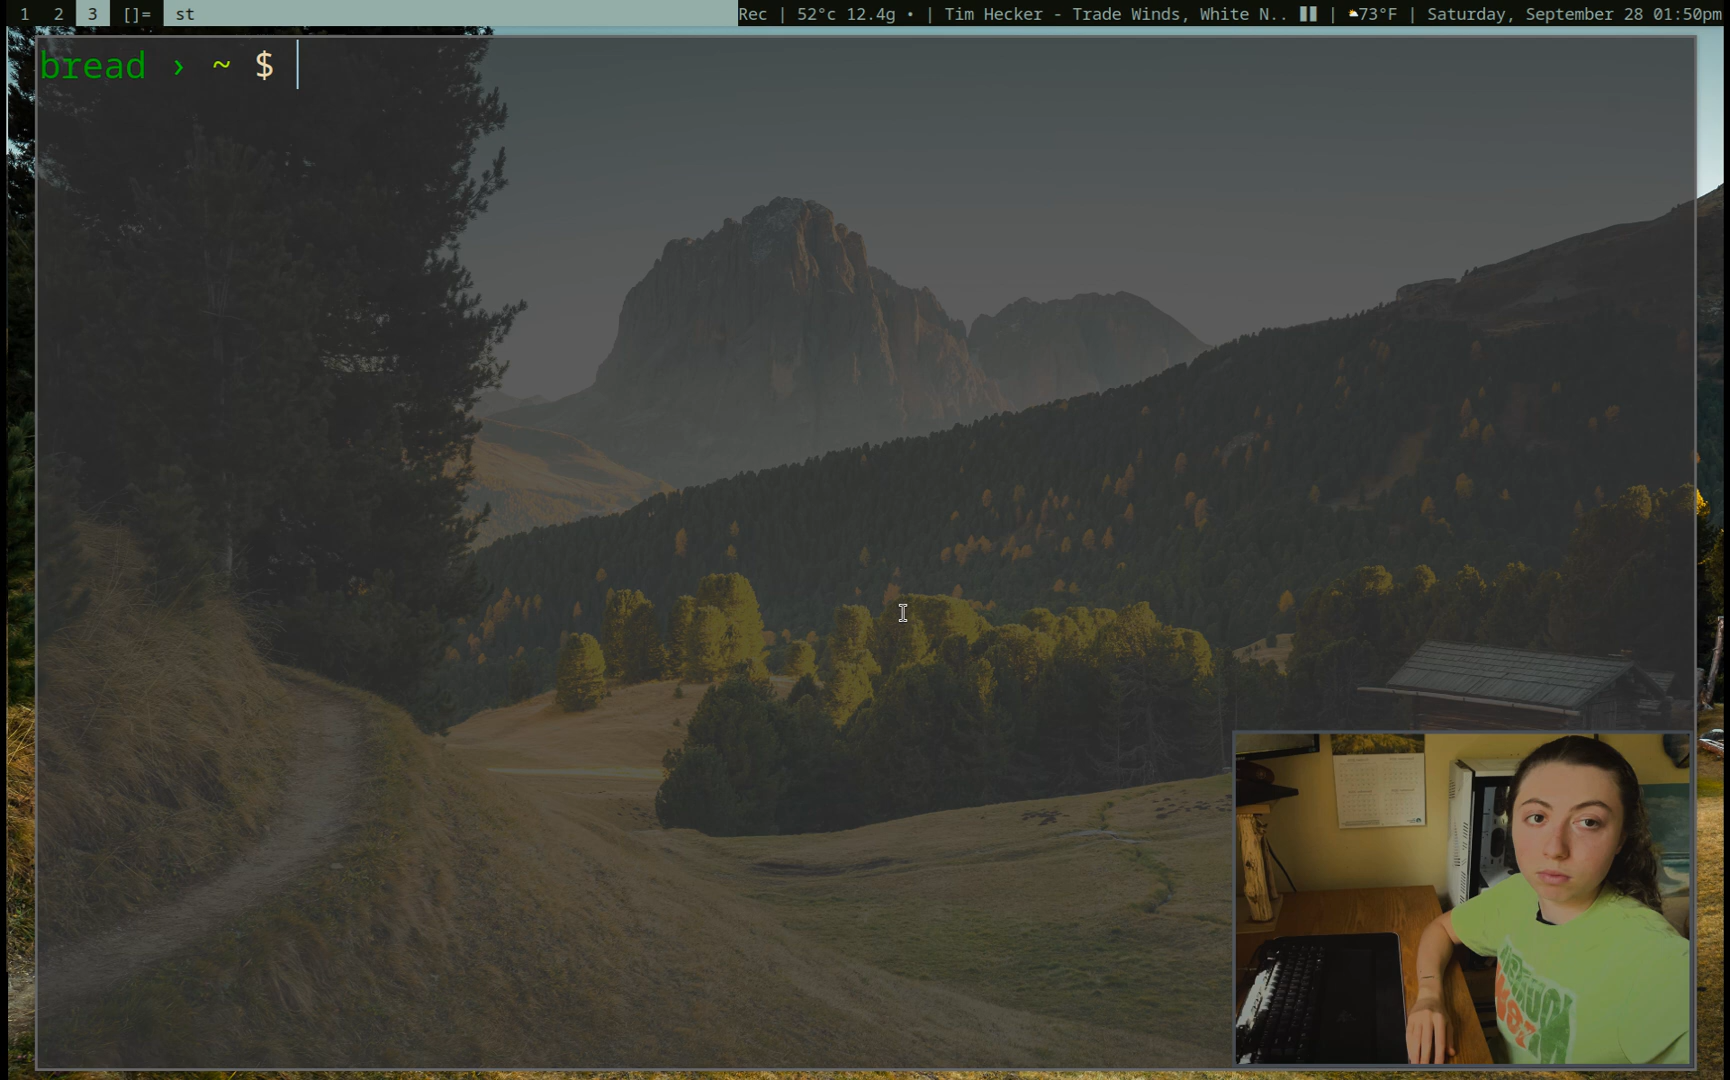 1 2 3 []= st Rec | 52°c 12.4g • | Tim Hecker - Trade Winds, White N.. ▮▮ | ⛅73°F | Saturday, September 28 01:50pm
bread › ~ $